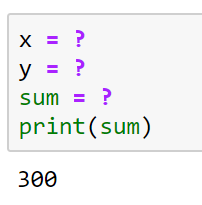 x = ?
y = ?
sum = ?
print(sum)
300